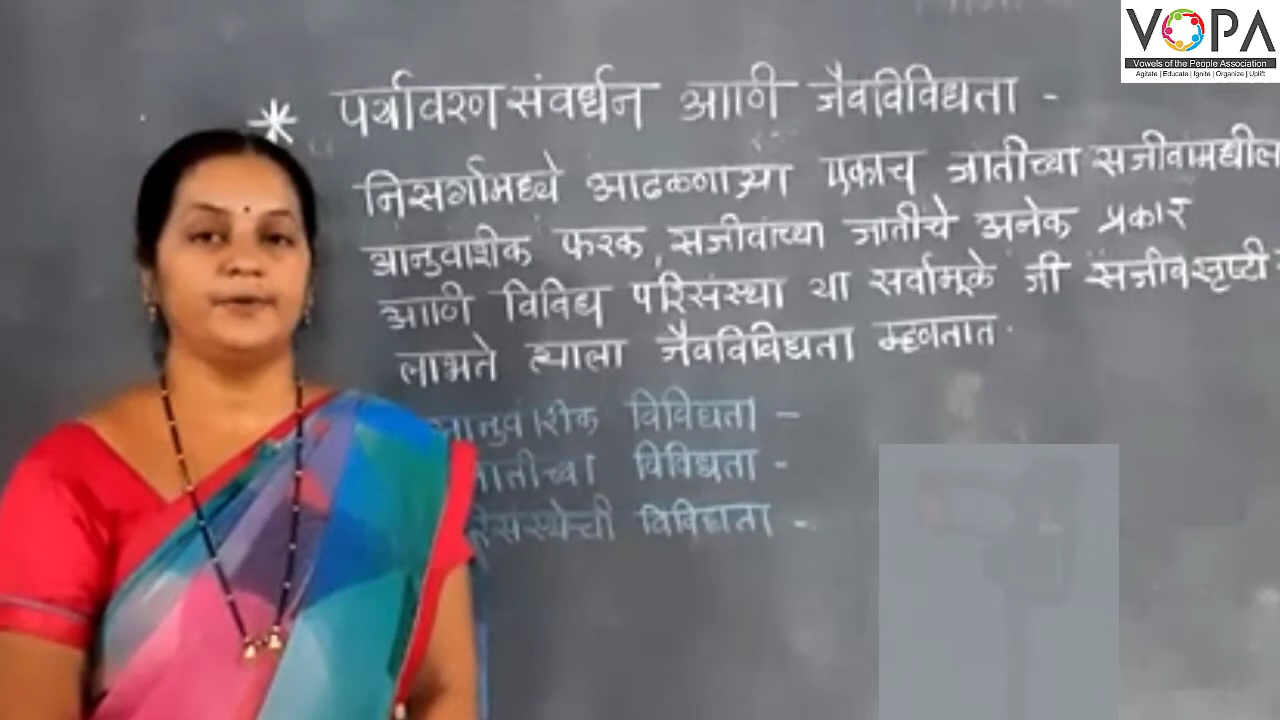 VOPA
Vowels of the People Association
Agitate | Educate | Ignite | Organize | Uplift
* पर्यावरण संवर्धन आणि जैवविविधता -
निसर्गामध्ये आढळणाऱ्या एकाच जातीच्या सजीवांमधील
आनुवांशीक फरक, सजीवांच्या जातीचे अनेक प्रकार
आणि विविध परिसंस्था या सर्वामूळे जी सजीवसृष्टी
लाभते त्याला जैवविविधता म्हणतात.
आनुवंशीक विविधता -
जातीच्या विविधता -
विविधता -